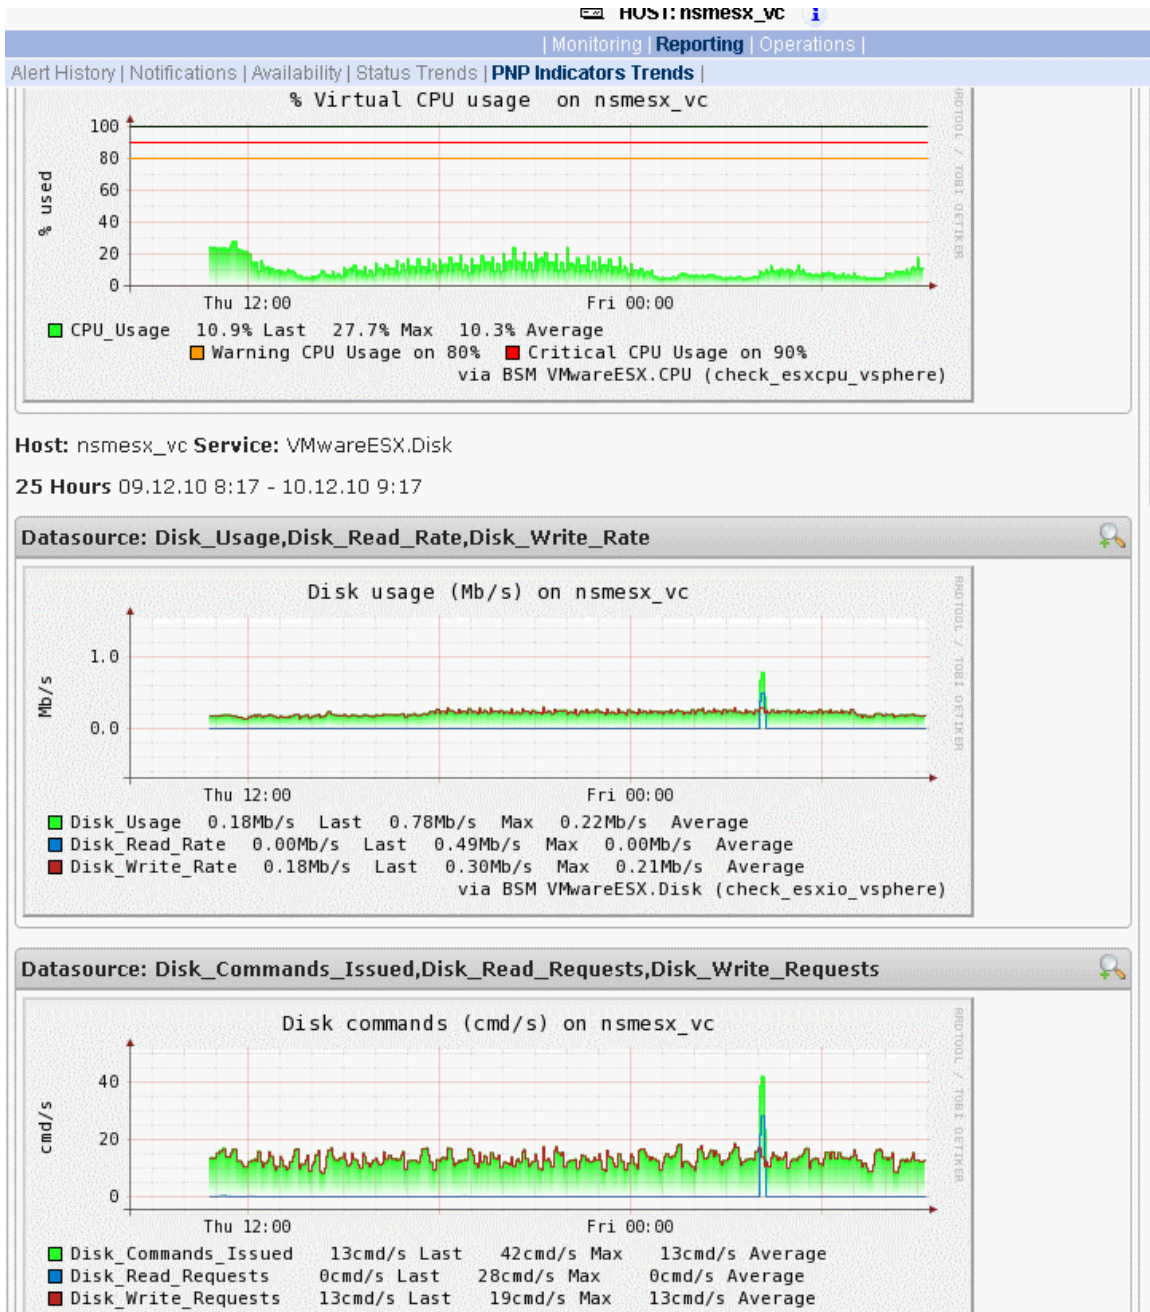 HOST: nsmesx_vc i
| Monitoring | Reporting | Operations |
Alert History | Notifications | Availability | Status Trends | PNP Indicators Trends |
% Virtual CPU usage on nsmesx_vc
RRDTOOL / TOBI OETIKER
% used
100
80
60
40
20
0
Thu 12:00 Fri 00:00
CPU_Usage 10.9% Last 27.7% Max 10.3% Average
Warning CPU Usage on 80% Critical CPU Usage on 90%
via BSM VMwareESX.CPU (check_esxcpu_vsphere)
Host: nsmesx_vc Service: VMwareESX.Disk
25 Hours 09.12.10 8:17 - 10.12.10 9:17
Datasource: Disk_Usage,Disk_Read_Rate,Disk_Write_Rate
Disk usage (Mb/s) on nsmesx_vc
RRDTOOL / TOBI OETIKER
Mb/s
1.0
0.0
Thu 12:00 Fri 00:00
Disk_Usage 0.18Mb/s Last 0.78Mb/s Max 0.22Mb/s Average
Disk_Read_Rate 0.00Mb/s Last 0.49Mb/s Max 0.00Mb/s Average
Disk_Write_Rate 0.18Mb/s Last 0.30Mb/s Max 0.21Mb/s Average
via BSM VMwareESX.Disk (check_esxio_vsphere)
Datasource: Disk_Commands_Issued,Disk_Read_Requests,Disk_Write_Requests
Disk commands (cmd/s) on nsmesx_vc
RRDTOOL / TOBI OETIKER
cmd/s
40
20
0
Thu 12:00 Fri 00:00
Disk_Commands_Issued 13cmd/s Last 42cmd/s Max 13cmd/s Average
Disk_Read_Requests 0cmd/s Last 28cmd/s Max 0cmd/s Average
Disk_Write_Requests 13cmd/s Last 19cmd/s Max 13cmd/s Average